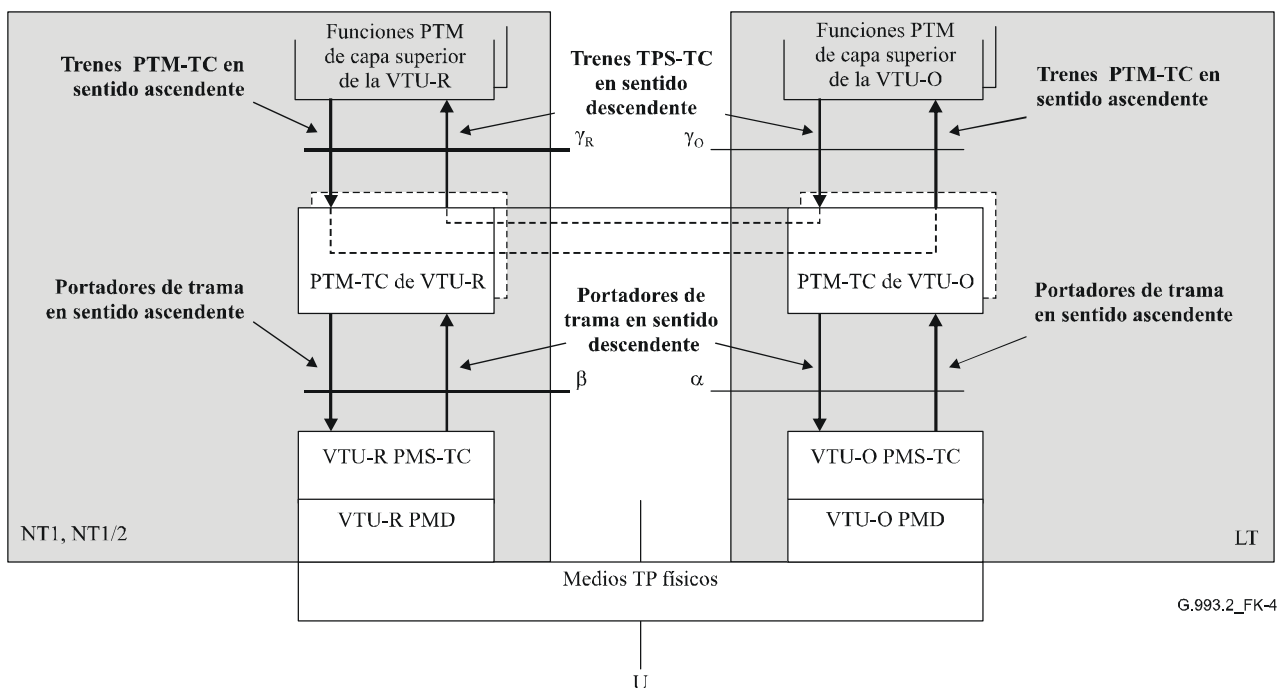 Funciones PTM
de capa superior
de la VTU-R
Funciones PTM
de capa superior
de la VTU-O
Trenes PTM-TC en
sentido ascendente
Trenes TPS-TC
en sentido
descendente
Trenes PTM-TC en
sentido ascendente
γR
γO
PTM-TC de VTU-R
PTM-TC de VTU-O
Portadores de trama
en sentido ascendente
Portadores de
trama en sentido
descendente
Portadores de trama
en sentido ascendente
β
α
VTU-R PMS-TC
VTU-O PMS-TC
VTU-R PMD
VTU-O PMD
NT1, NT1/2
LT
Medios TP físicos
G.993.2_FK-4
U